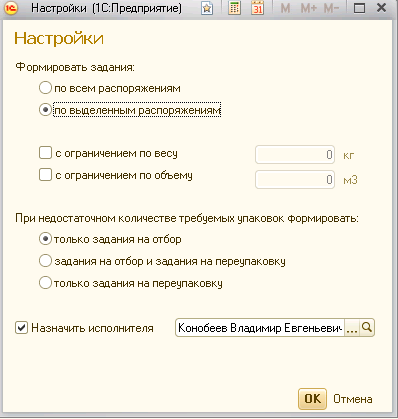 Настройки (1С:Предприятие)
31 M M+ M-
Настройки
Формировать задания:
по всем распоряжениям
по выделенным распоряжениям
с ограничением по весу 0 кг
с ограничением по объему 0 м3
При недостаточном количестве требуемых упаковок формировать:
только задания на отбор
задания на отбор и задания на переупаковку
только задания на переупаковку
Назначить исполнителя Конобеев Владимир Евгеньевич ...
OK Отмена